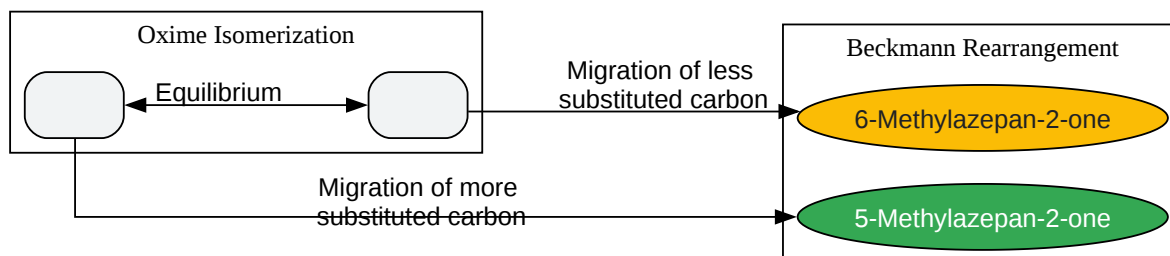 Oxime Isomerization
Equilibrium
Migration of less
substituted carbon
Beckmann Rearrangement
6-Methylazepan-2-one
Migration of more
substituted carbon
5-Methylazepan-2-one